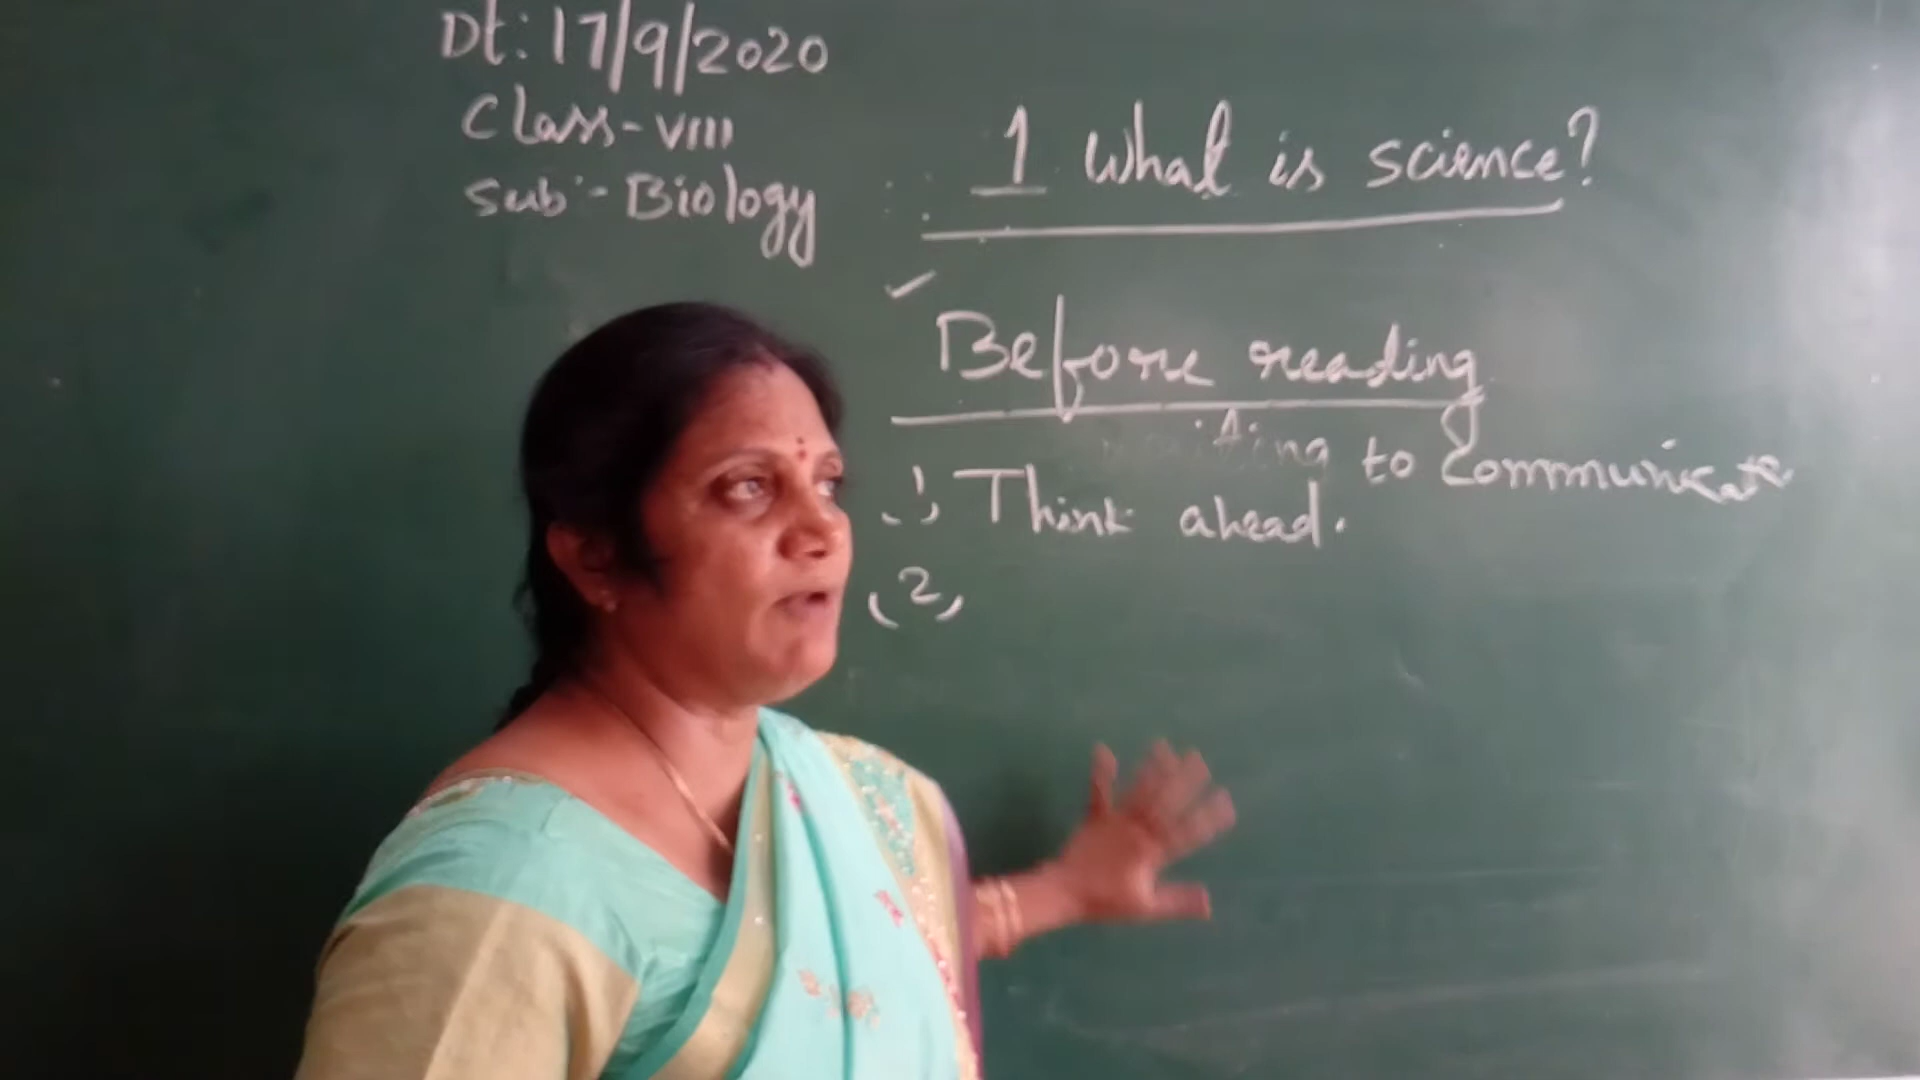 Dt: 17/9/2020
Class - VIII
Sub :- Biology
1 What is science?
Before reading
to communicate
(1) Think ahead.
(2)